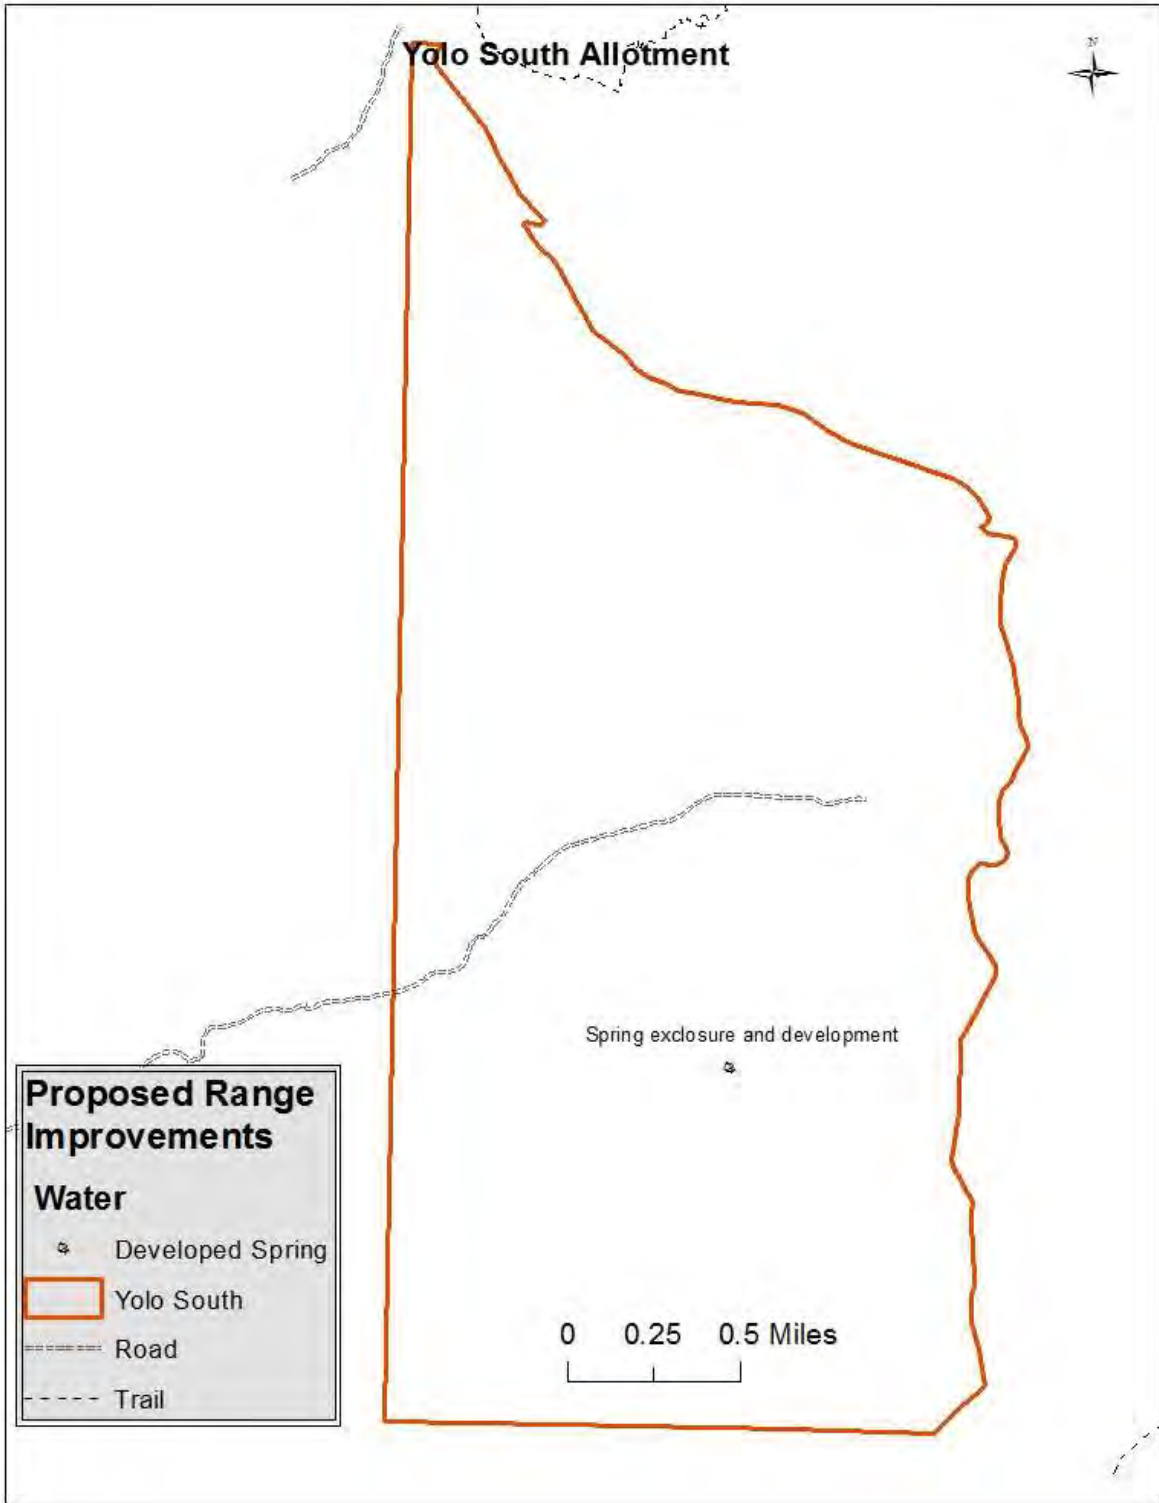 Yolo South Allotment
N
Spring exclosure and development
Proposed Range
Improvements
Water
Developed Spring
Yolo South
Road
Trail
0 0.25 0.5 Miles